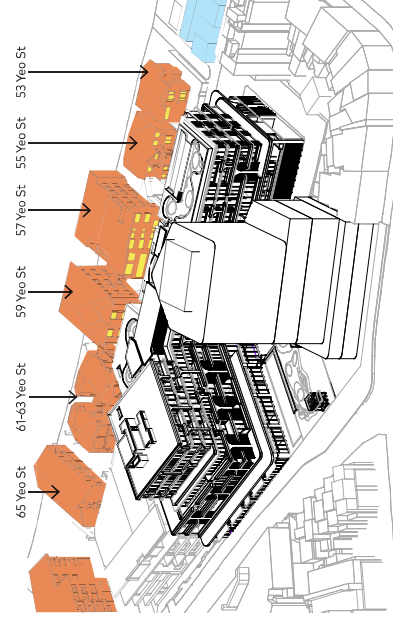 53 Yeo St
55 Yeo St
57 Yeo St
59 Yeo St
61-63 Yeo St
65 Yeo St